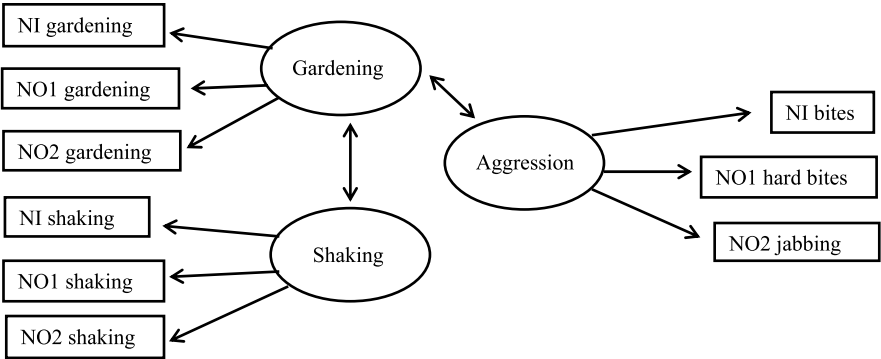 NI gardening
NO1 gardening
NO2 gardening
NI shaking
NO1 shaking
NO2 shaking
Gardening
Shaking
Aggression
NI bites
NO1 hard bites
NO2 jabbing